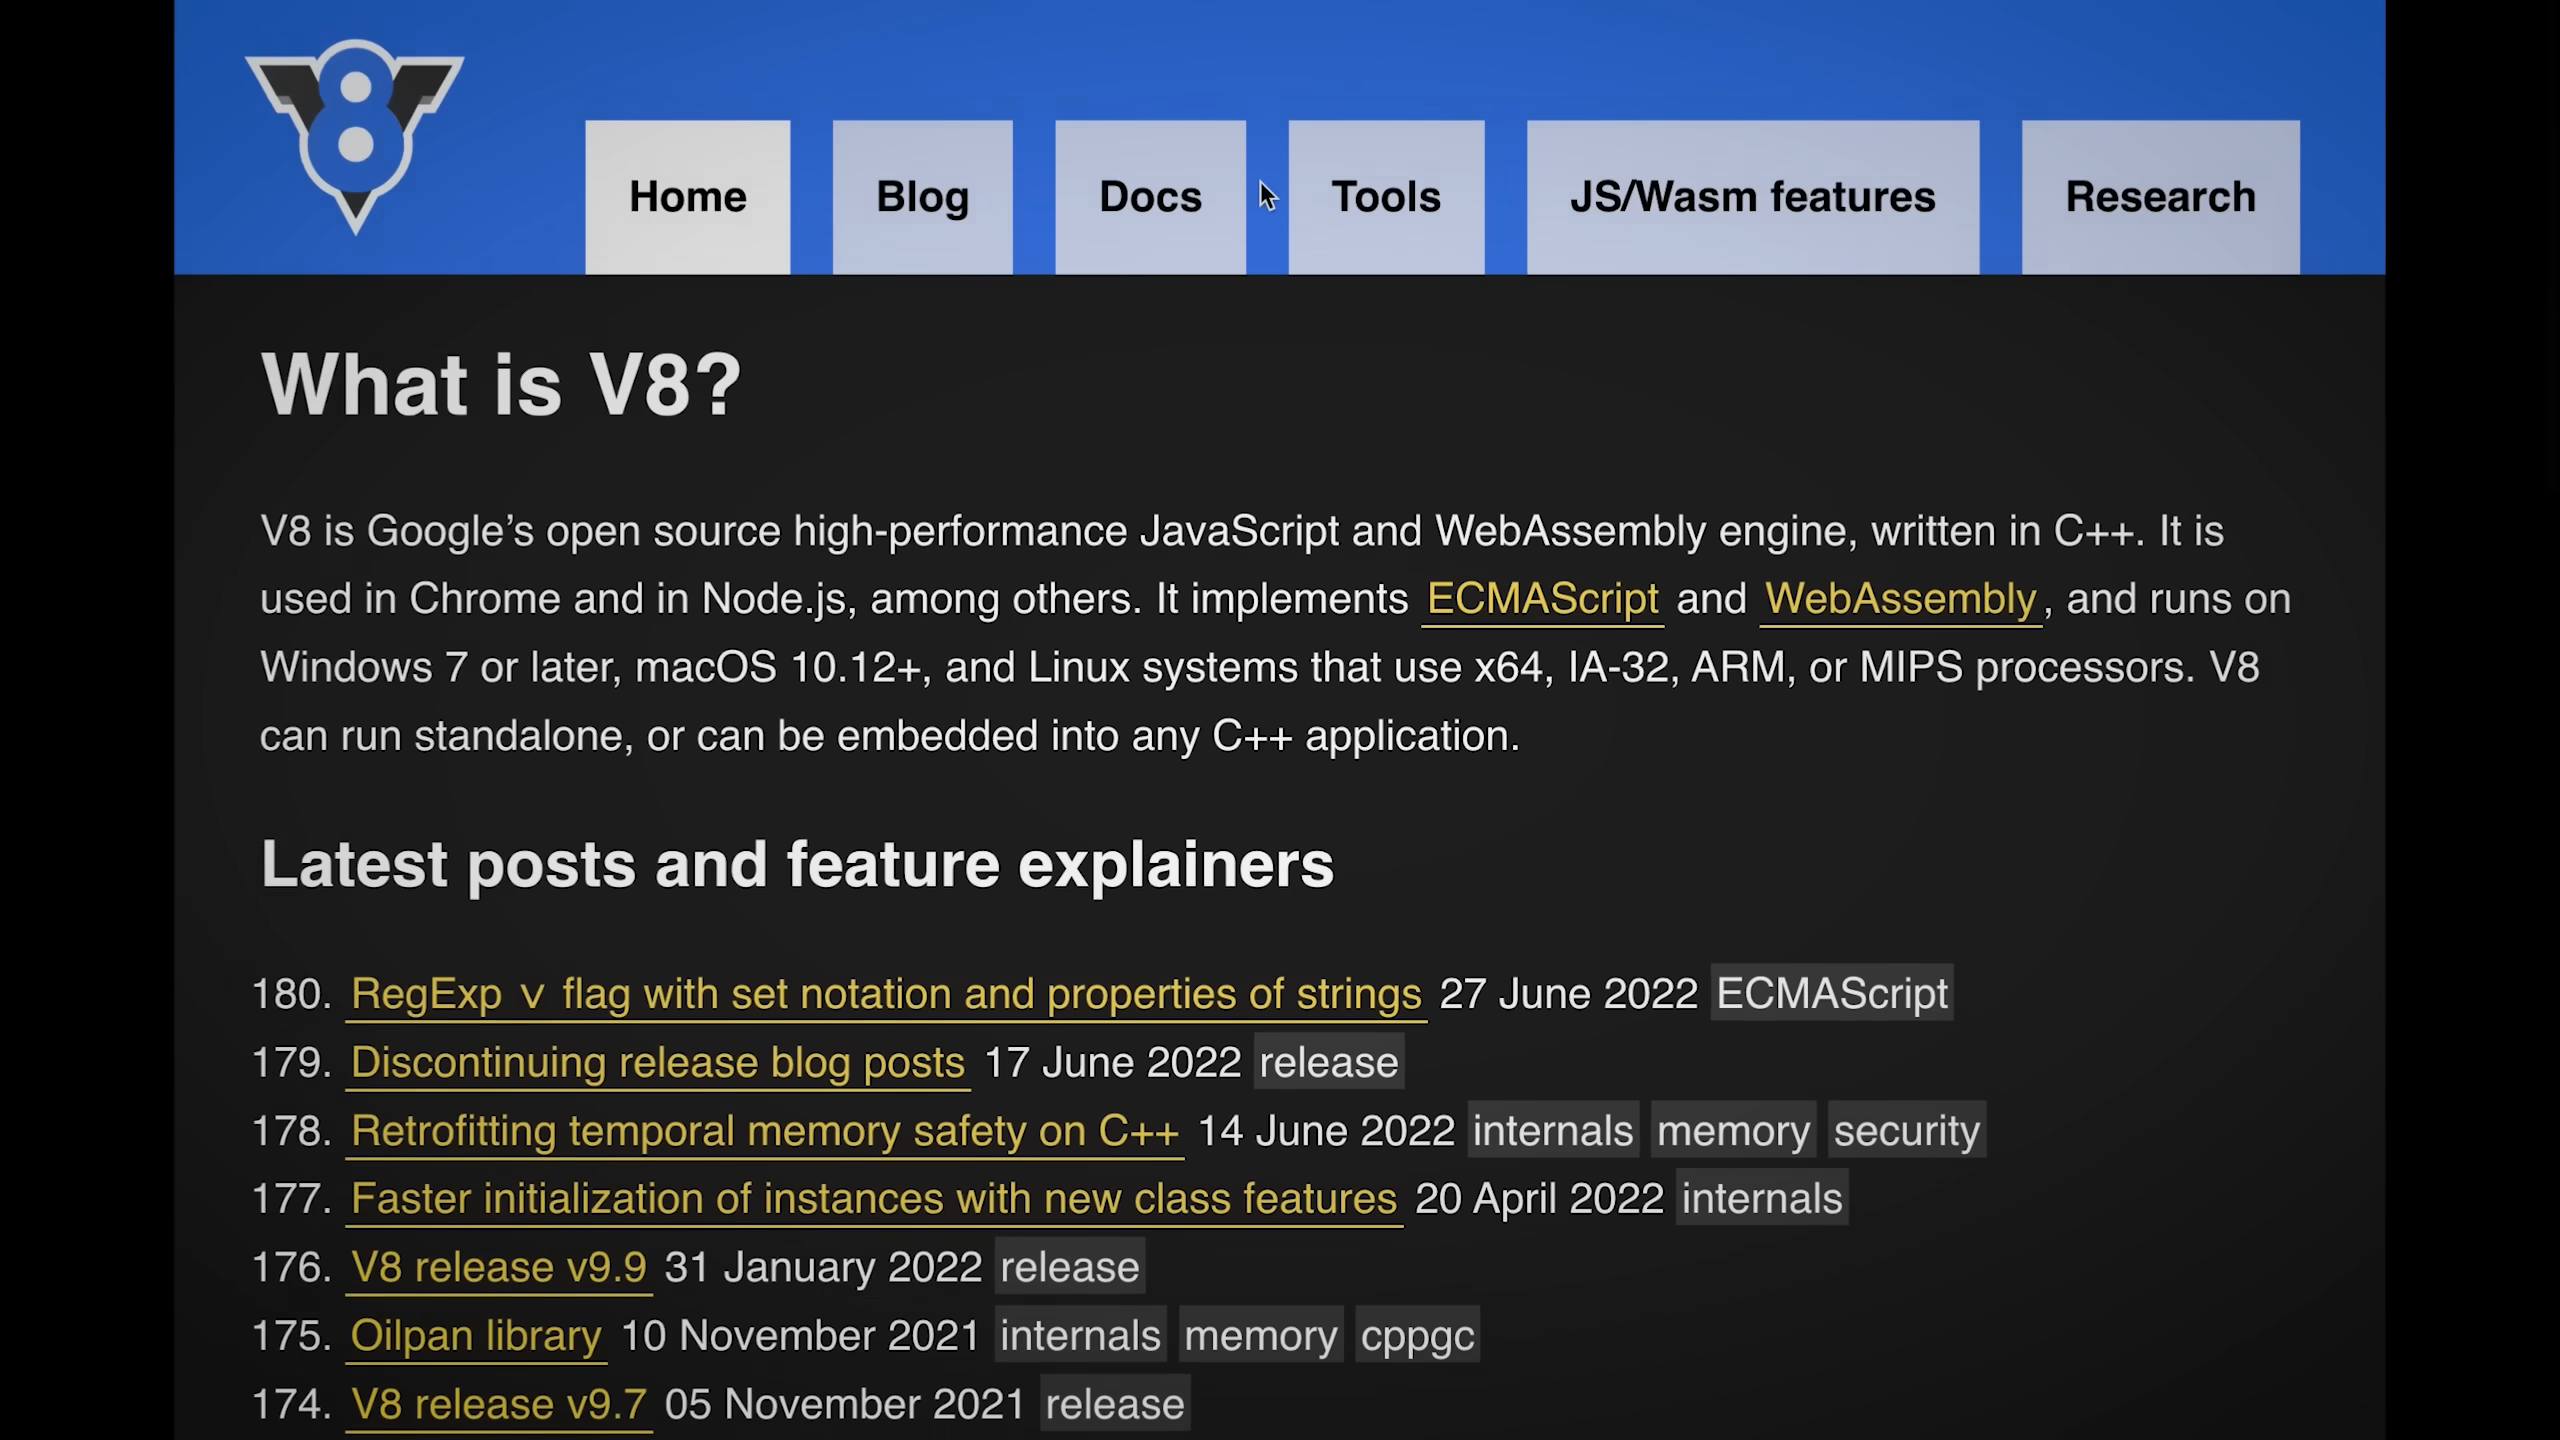 V8
Home Blog Docs Tools JS/Wasm features Research
What is V8?
V8 is Google’s open source high-performance JavaScript and WebAssembly engine, written in C++. It is
used in Chrome and in Node.js, among others. It implements ECMAScript and WebAssembly, and runs on
Windows 7 or later, macOS 10.12+, and Linux systems that use x64, IA-32, ARM, or MIPS processors. V8
can run standalone, or can be embedded into any C++ application.
Latest posts and feature explainers
180. RegExp v flag with set notation and properties of strings 27 June 2022 ECMAScript
179. Discontinuing release blog posts 17 June 2022 release
178. Retrofitting temporal memory safety on C++ 14 June 2022 internals memory security
177. Faster initialization of instances with new class features 20 April 2022 internals
176. V8 release v9.9 31 January 2022 release
175. Oilpan library 10 November 2021 internals memory cppgc
174. V8 release v9.7 05 November 2021 release